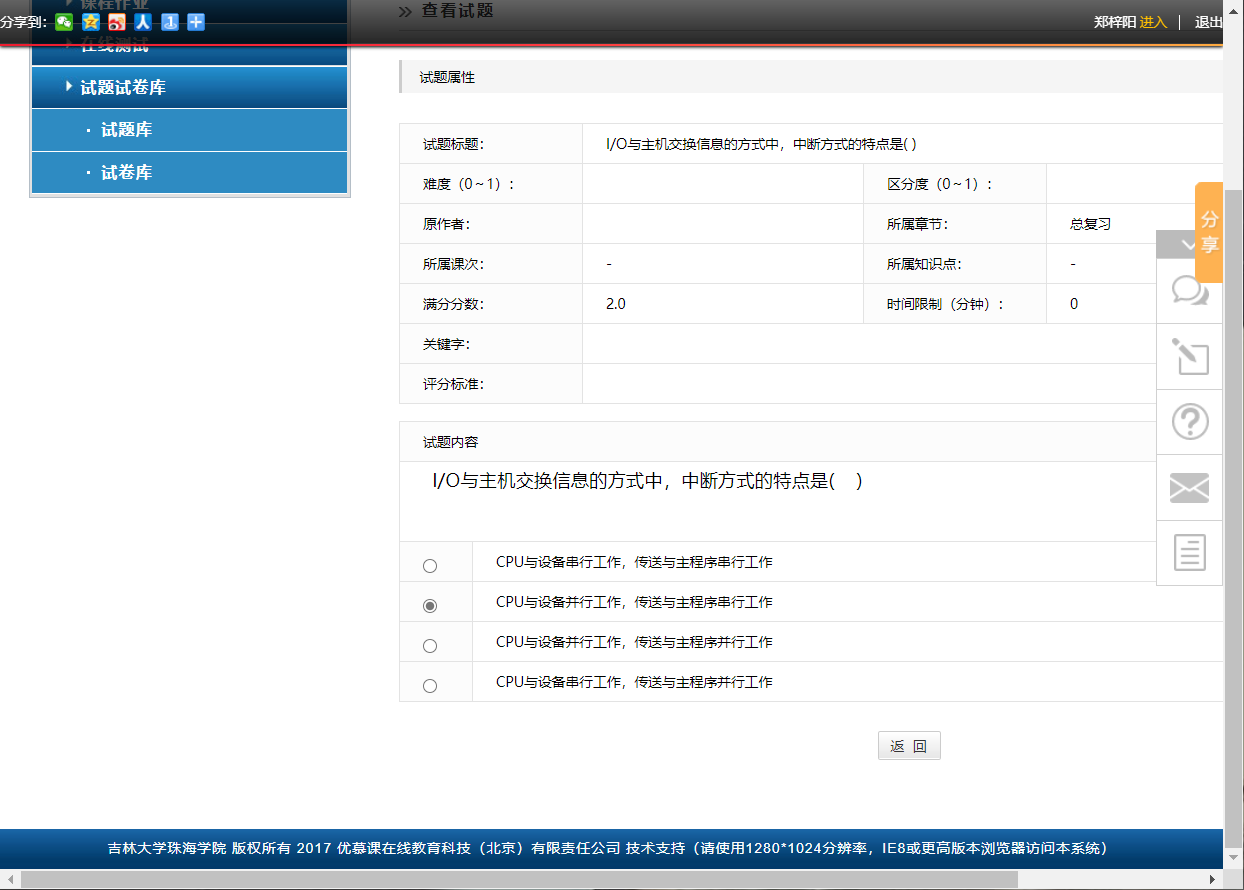 课程作业
查看试题
分享到:
郑梓阳 进入 | 退出
在线测试
试题属性
试题试卷库
· 试题库
· 试卷库
试题标题： I/O与主机交换信息的方式中，中断方式的特点是( )
难度（0~1）： 区分度（0~1）：
原作者： 所属章节： 总复习
所属课次： - 所属知识点： -
满分分数： 2.0 时间限制（分钟）： 0
关键字：
评分标准：
分享
试题内容
I/O与主机交换信息的方式中，中断方式的特点是( )
CPU与设备串行工作，传送与主程序串行工作
CPU与设备并行工作，传送与主程序串行工作
CPU与设备并行工作，传送与主程序并行工作
CPU与设备串行工作，传送与主程序并行工作
返 回
吉林大学珠海学院 版权所有 2017 优慕课在线教育科技（北京）有限责任公司 技术支持（请使用1280*1024分辨率，IE8或更高版本浏览器访问本系统）